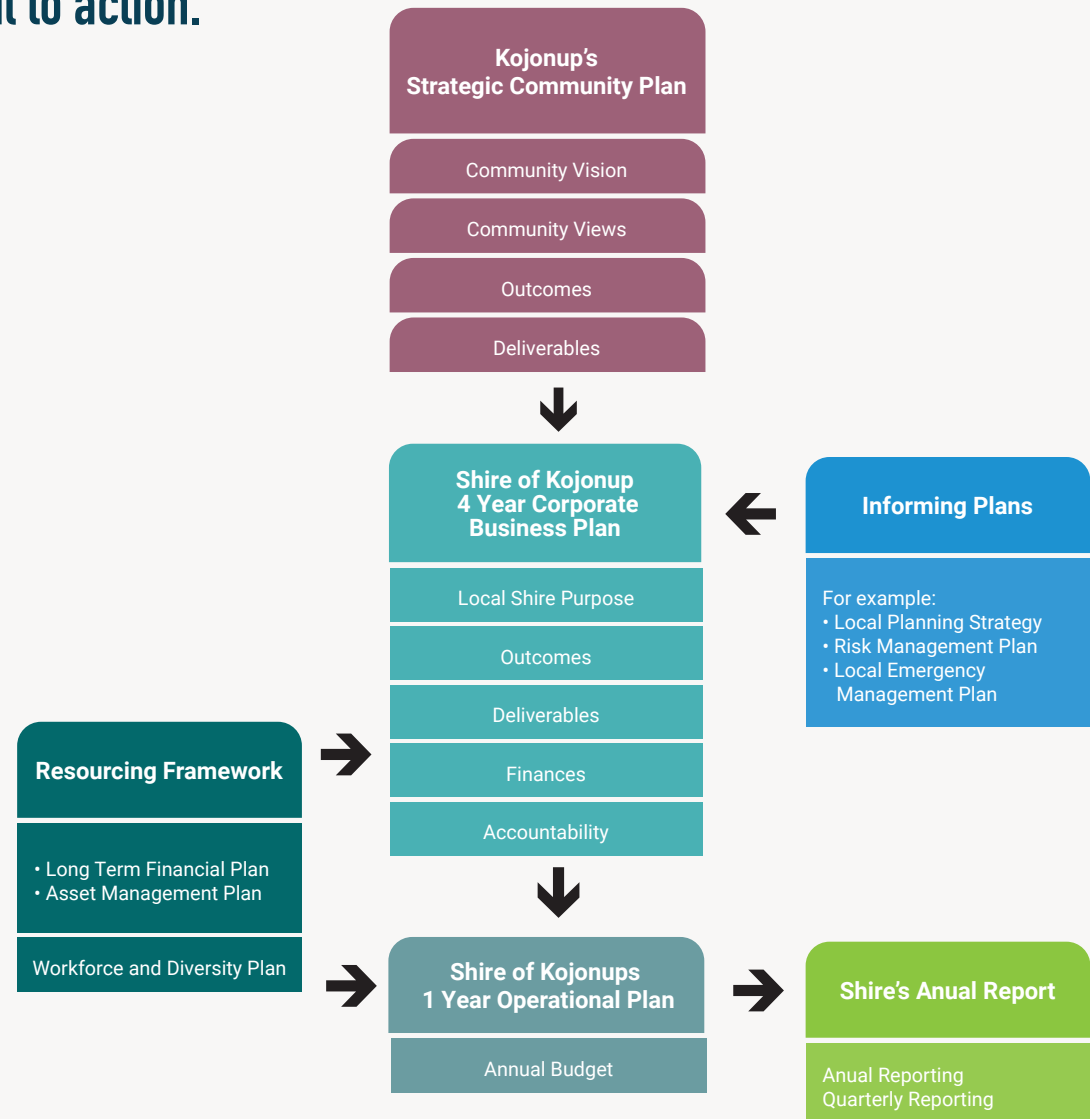 to action.
Kojonup's
Strategic Community Plan
Community Vision
Community Views
Outcomes
Deliverables
Shire of Kojonup
4 Year Corporate
Business Plan
Local Shire Purpose
Outcomes
Deliverables
Finances
Accountability
Informing Plans
For example:
• Local Planning Strategy
• Risk Management Plan
• Local Emergency
Management Plan
Resourcing Framework
• Long Term Financial Plan
• Asset Management Plan
Workforce and Diversity Plan
Shire of Kojonups
1 Year Operational Plan
Annual Budget
Shire's Anual Report
Anual Reporting
Quarterly Reporting